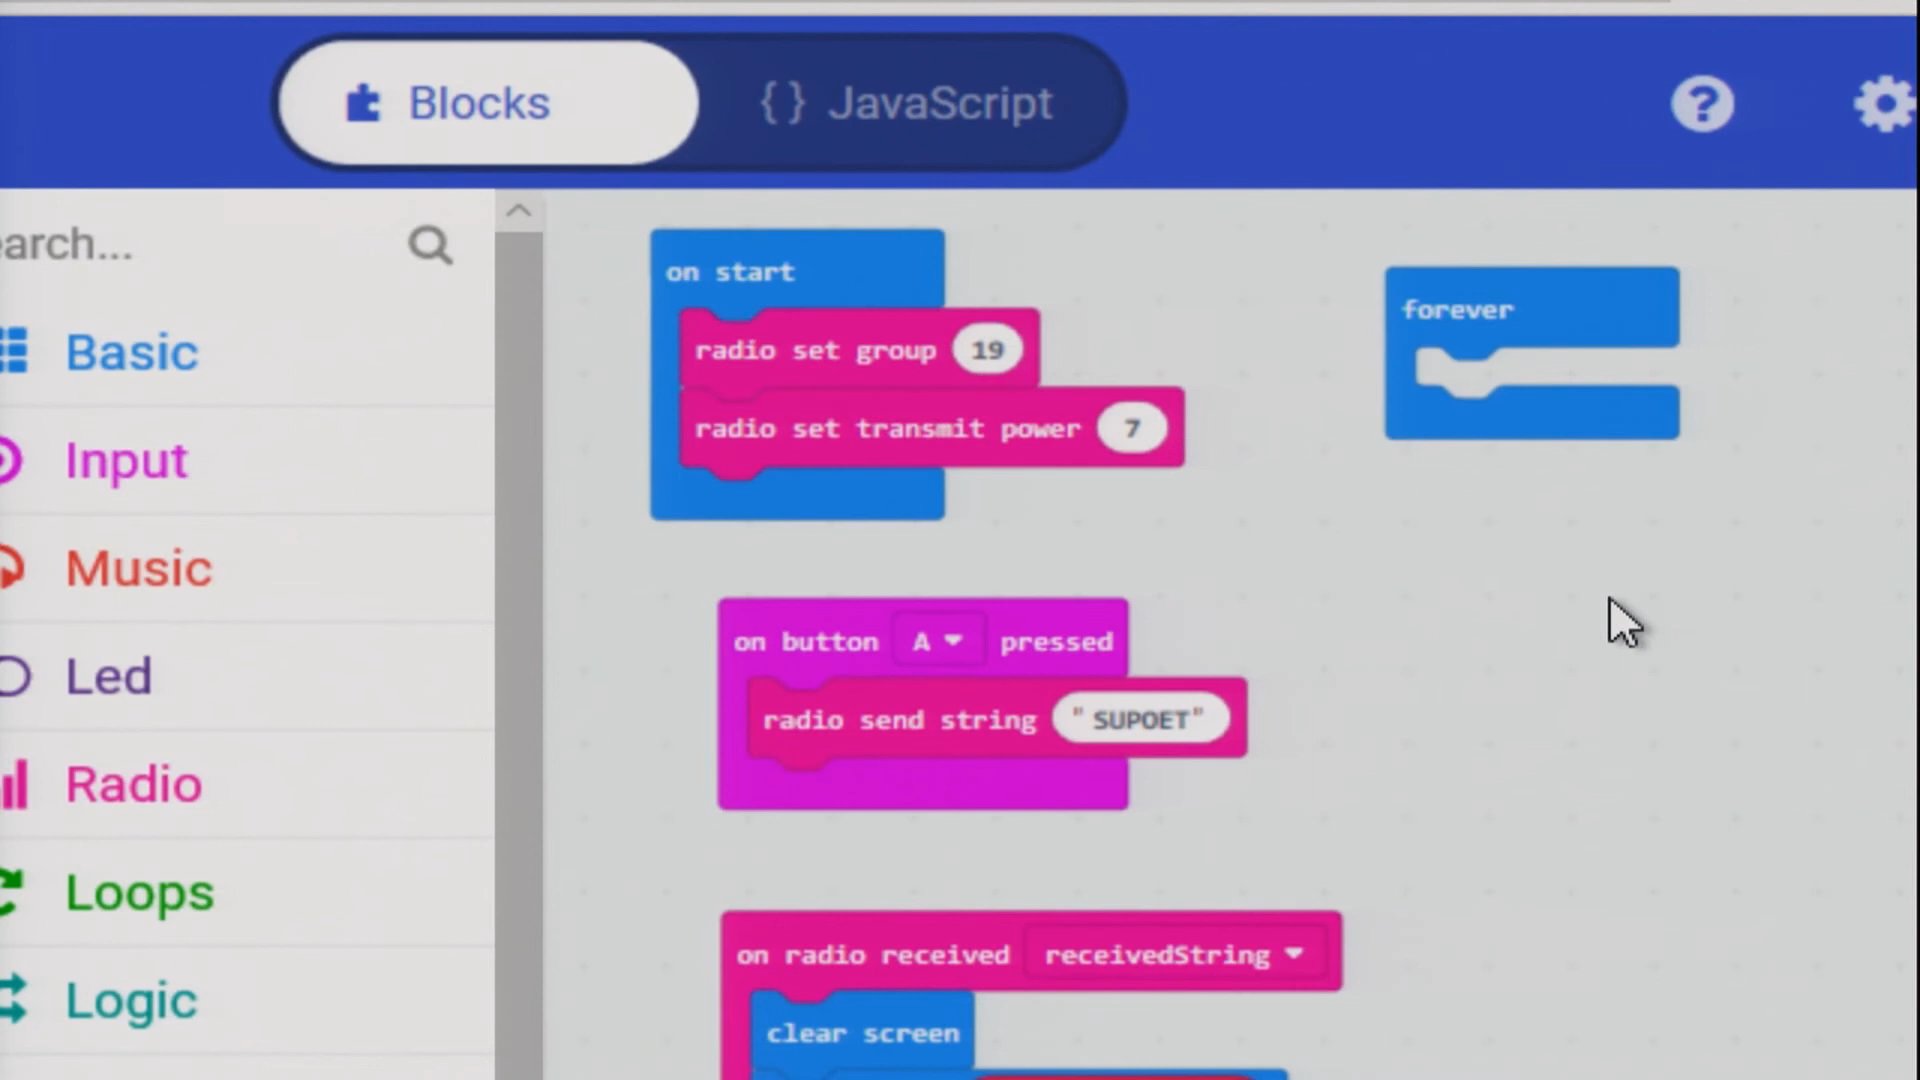 Blocks
{ } JavaScript
?
earch...
Basic
Input
Music
Led
Radio
Loops
Logic
on start
radio set group 19
radio set transmit power 7
forever
on button A pressed
radio send string "SUPOET"
on radio received receivedString
clear screen